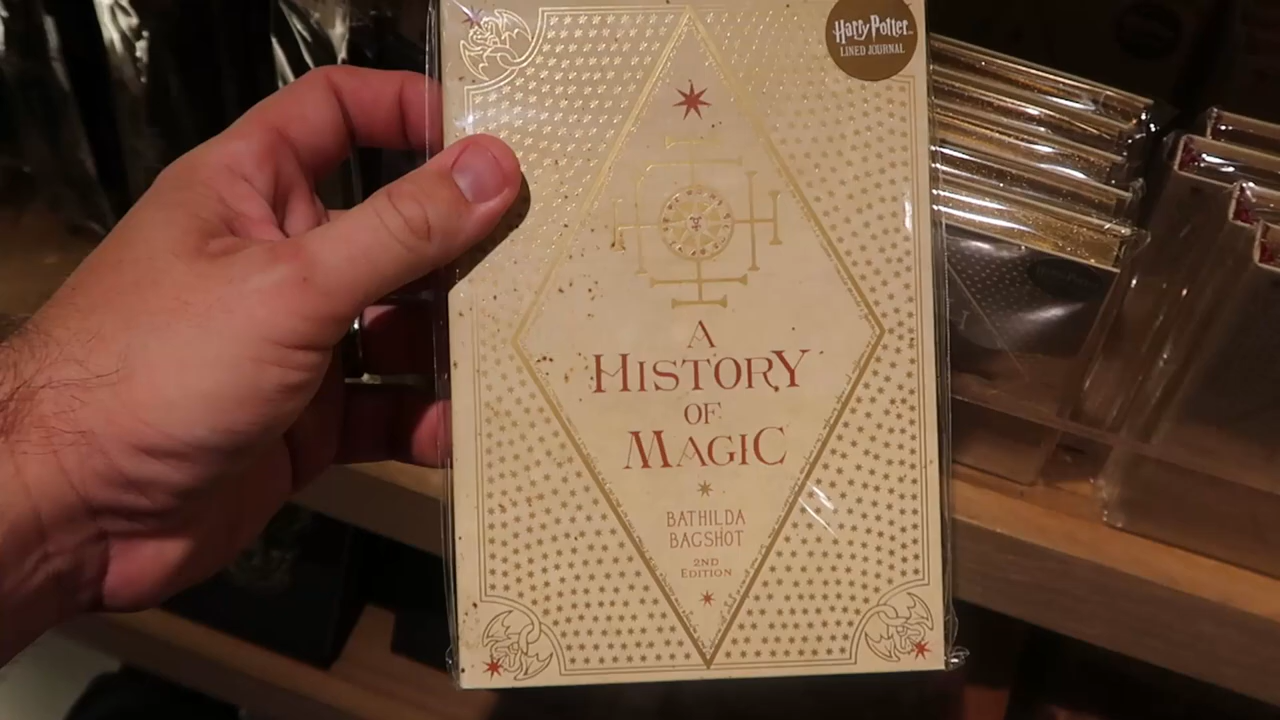 Harry Potter
LINED JOURNAL
A
HISTORY
OF
MAGIC
BATHILDA
BAGSHOT
2ND
EDITION